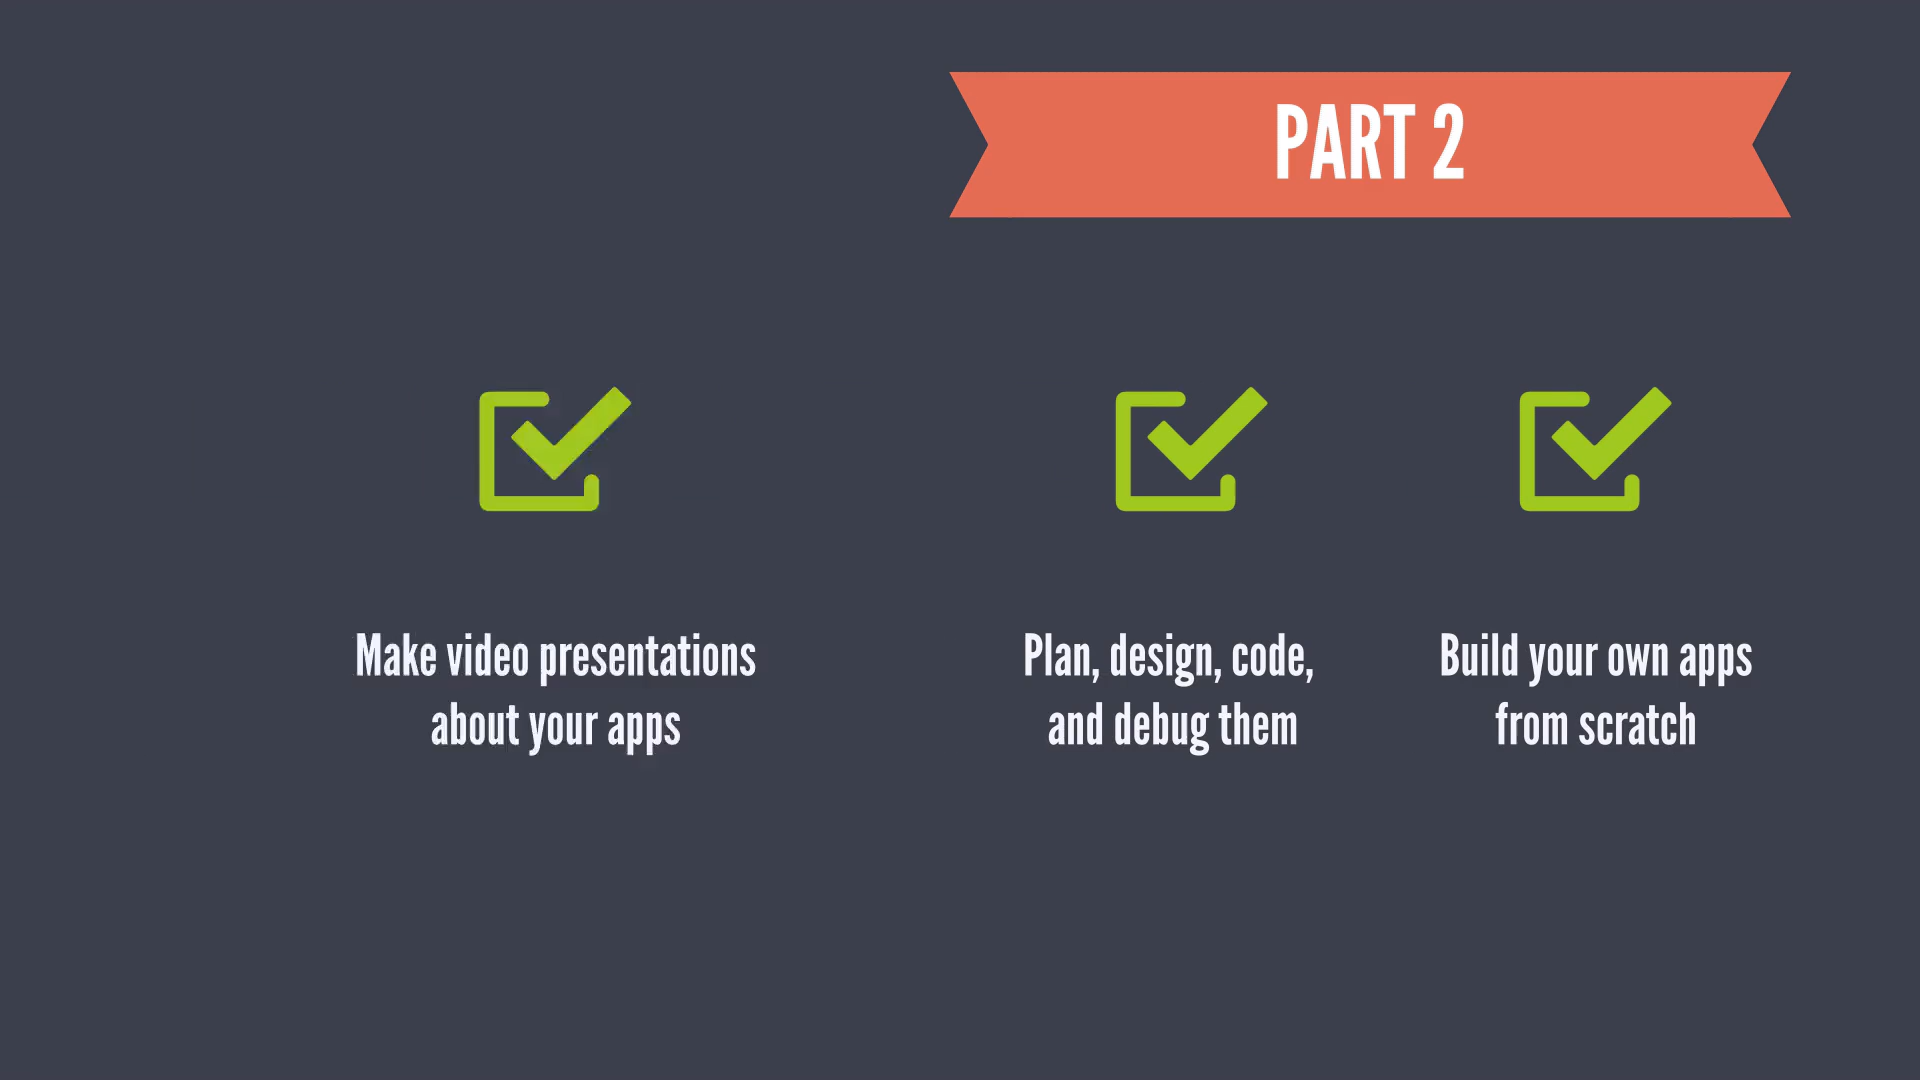 PART 2
Make video presentations
about your apps
Plan, design, code,
and debug them
Build your own apps
from scratch